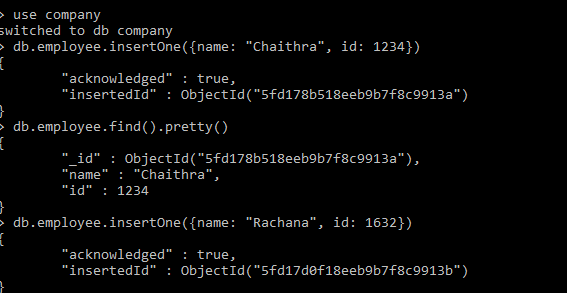 > use company
switched to db company
> db.employee.insertOne({name: "Chaithra", id: 1234})
{
        "acknowledged" : true,
        "insertedId" : ObjectId("5fd178b518eeb9b7f8c9913a")
}
> db.employee.find().pretty()
{
        "_id" : ObjectId("5fd178b518eeb9b7f8c9913a"),
        "name" : "Chaithra",
        "id" : 1234
}
> db.employee.insertOne({name: "Rachana", id: 1632})
{
        "acknowledged" : true,
        "insertedId" : ObjectId("5fd17d0f18eeb9b7f8c9913b")
}